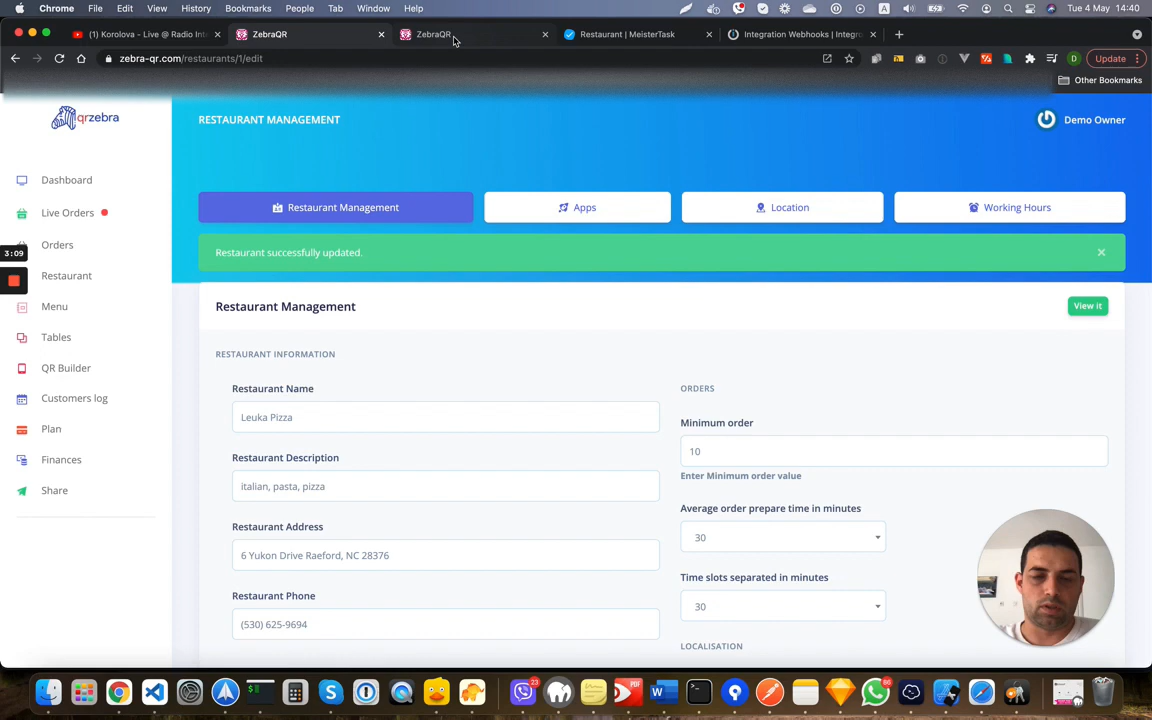 Chrome File Edit View History Bookmarks People Tab Window Help Tue 4 May 14:40
(1) Korolova - Live @ Radio Int ZebraQR ZebraQR Restaurant | MeisterTask Integration Webhooks | Integro
zebra-qr.com/restaurants/1/edit D Update
Other Bookmarks
qrzebra
RESTAURANT MANAGEMENT
Demo Owner
Dashboard
Live Orders
3:09
Orders
Restaurant
Menu
Tables
QR Builder
Customers log
Plan
Finances
Share
Restaurant Management Apps Location Working Hours
Restaurant successfully updated.
Restaurant Management
View it
RESTAURANT INFORMATION
Restaurant Name
Leuka Pizza
Restaurant Description
italian, pasta, pizza
Restaurant Address
6 Yukon Drive Raeford, NC 28376
Restaurant Phone
(530) 625-9694
ORDERS
Minimum order
10
Enter Minimum order value
Average order prepare time in minutes
30
Time slots separated in minutes
30
LOCALISATION
23
PDF
86